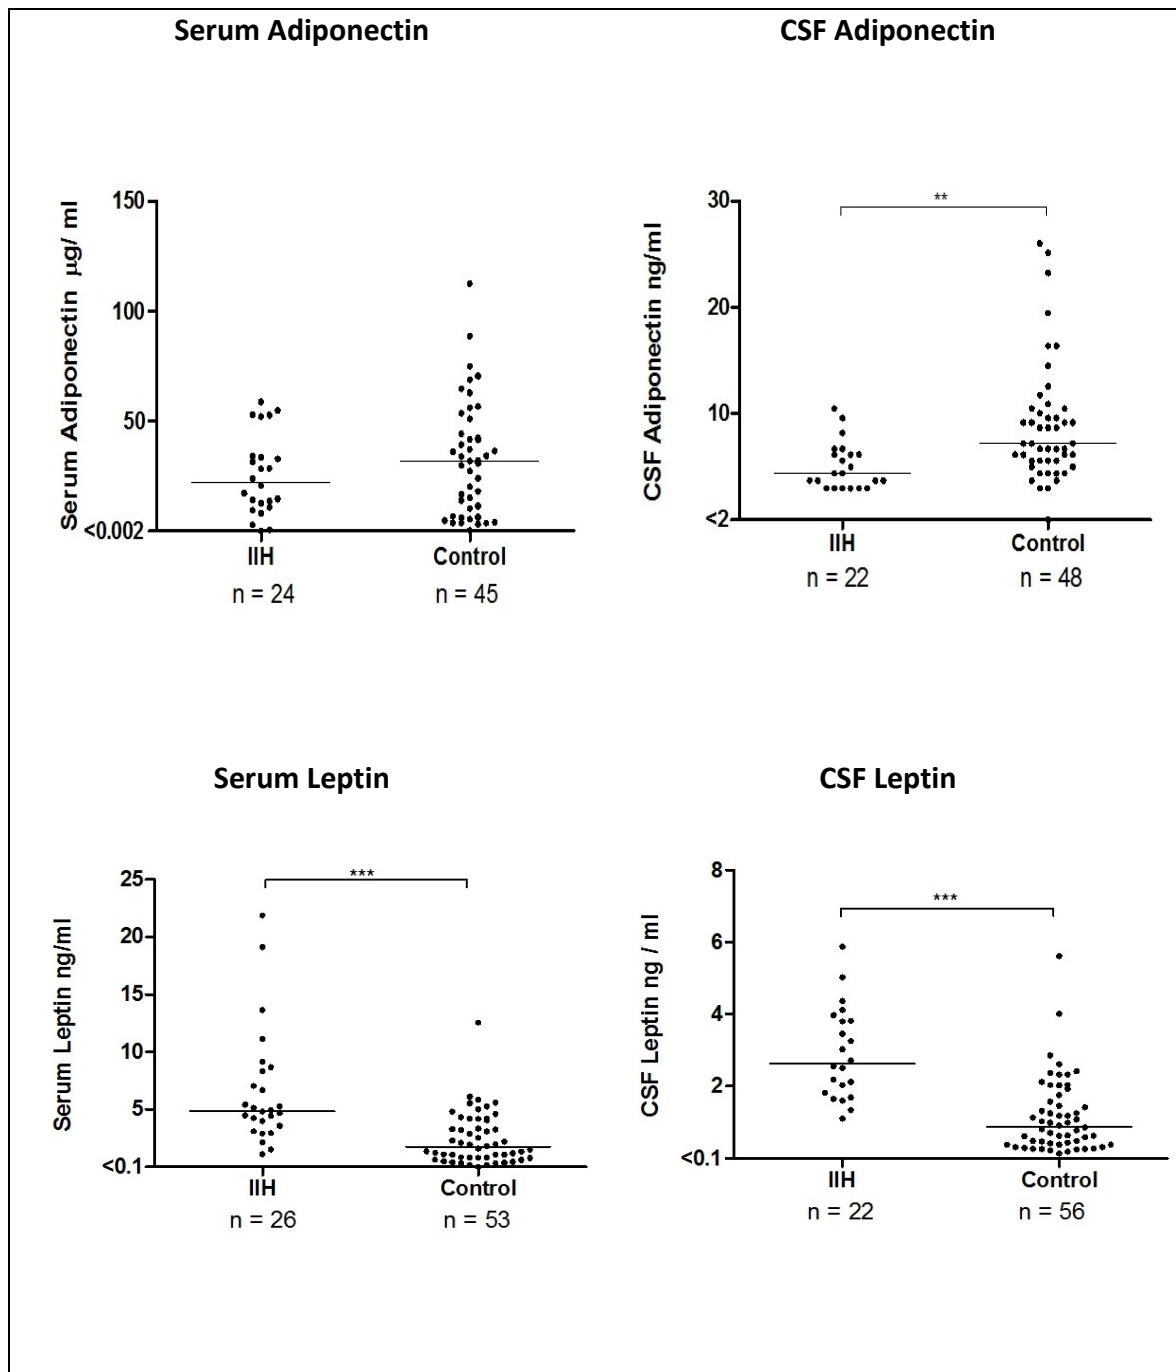 Serum Adiponectin
CSF Adiponectin
Serum Adiponectin µg/ ml
150
100
50
<0.002
IIH
Control
n = 24
n = 45
CSF Adiponectin ng/ml
30
20
10
<2
**
IIH
Control
n = 22
n = 48
Serum Leptin
CSF Leptin
Serum Leptin ng/ml
25
20
15
10
5
<0.1
***
IIH
Control
n = 26
n = 53
CSF Leptin ng / ml
8
6
4
2
<0.1
***
IIH
Control
n = 22
n = 56